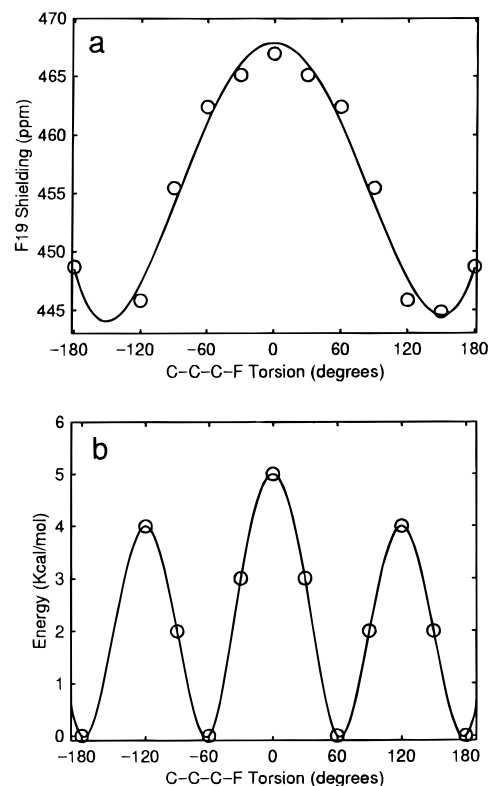 a
470
465
460
455
450
445
F19 Shielding (ppm)
−180 −120 −60 0 60 120 180
C−C−C−F Torsion (degrees)
b
6
5
4
3
2
1
0
Energy (Kcal/mol)
−180 −120 −60 0 60 120 180
C−C−C−F Torsion (degrees)